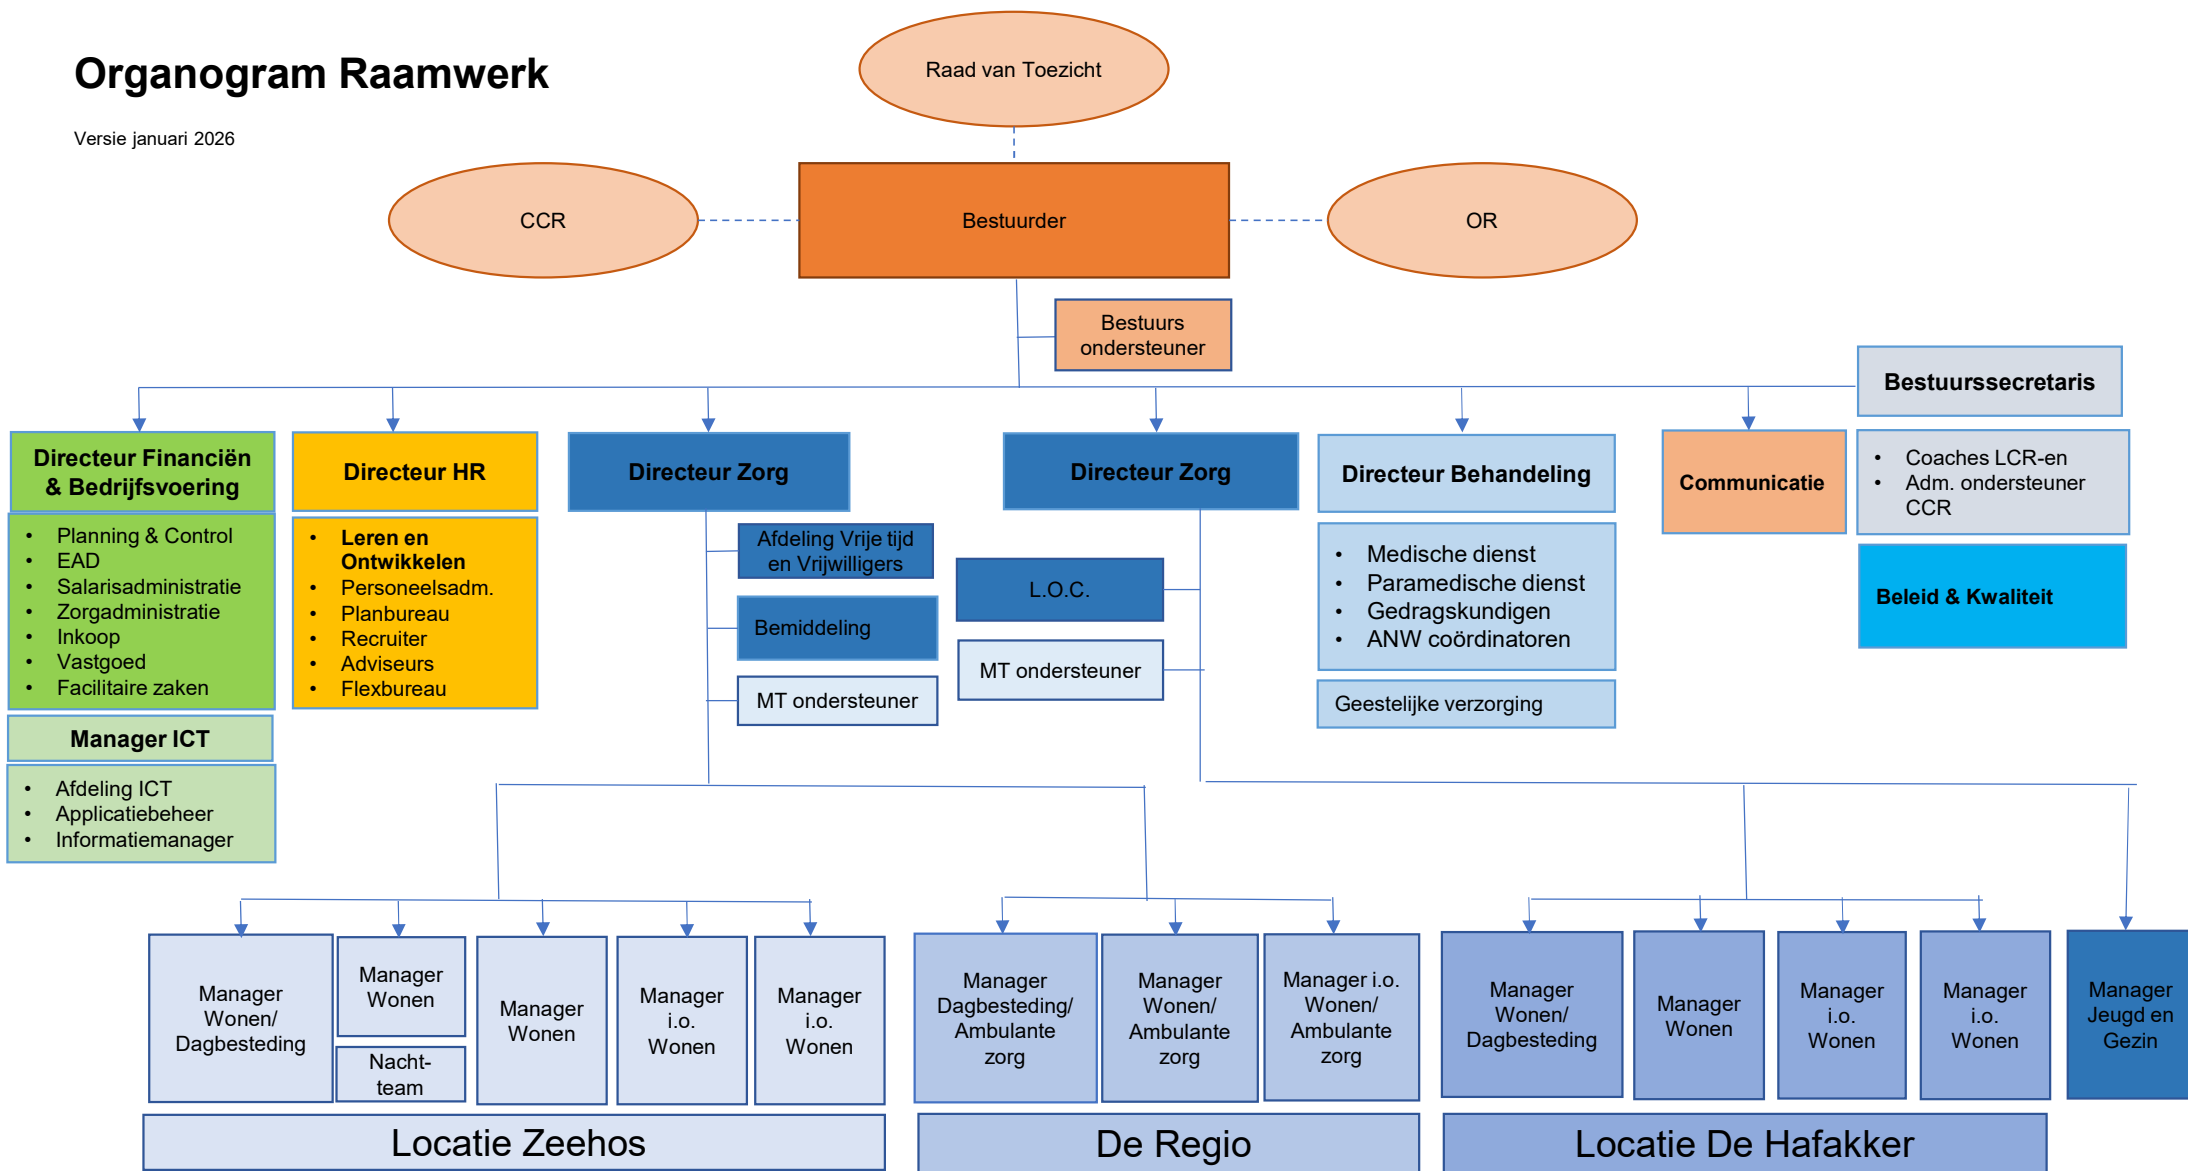 Organogram Raamwerk
Versie januari 2026
Raad van Toezicht
CCR
Bestuurder
OR
Bestuurs
ondersteuner
Bestuurssecretaris
Directeur Financiën
& Bedrijfsvoering
• Planning & Control
• EAD
• Salarisadministratie
• Zorgadministratie
• Inkoop
• Vastgoed
• Facilitaire zaken
Manager ICT
• Afdeling ICT
• Applicatiebeheer
• Informatiemanager
Directeur HR
• Leren en
Ontwikkelen
• Personeelsadm.
• Planbureau
• Recruiter
• Adviseurs
• Flexbureau
Directeur Zorg
Afdeling Vrije tijd
en Vrijwilligers
Bemiddeling
MT ondersteuner
Directeur Zorg
L.O.C.
MT ondersteuner
Directeur Behandeling
• Medische dienst
• Paramedische dienst
• Gedragskundigen
• ANW coördinatoren
Geestelijke verzorging
Communicatie
• Coaches LCR-en
• Adm. ondersteuner
CCR
Beleid & Kwaliteit
Manager
Wonen/
Dagbesteding
Manager
Wonen
Nacht-
team
Manager
Wonen
Manager
i.o.
Wonen
Manager
i.o.
Wonen
Locatie Zeehos
Manager
Dagbesteding/
Ambulante
zorg
Manager
Wonen/
Ambulante
zorg
Manager i.o.
Wonen/
Ambulante
zorg
De Regio
Manager
Wonen/
Dagbesteding
Manager
Wonen
Manager
i.o.
Wonen
Manager
i.o.
Wonen
Locatie De Hafakker
Manager
Jeugd en
Gezin